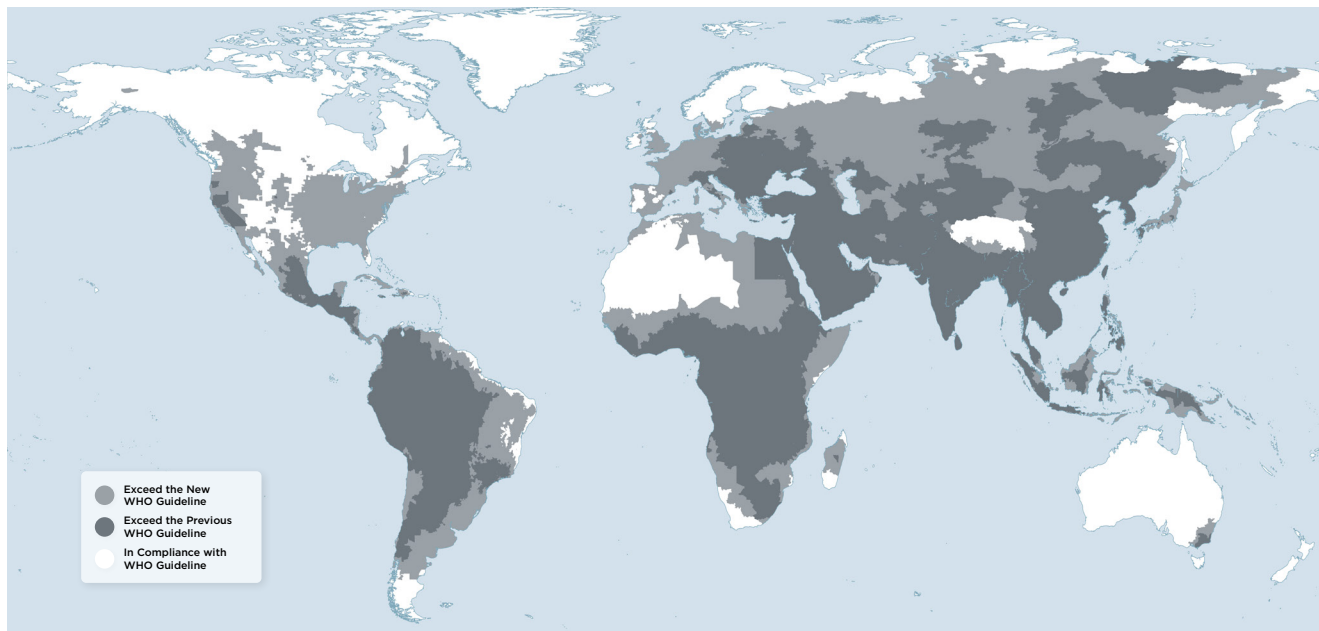 Exceed the New
WHO Guideline
Exceed the Previous
WHO Guideline
In Compliance with
WHO Guideline